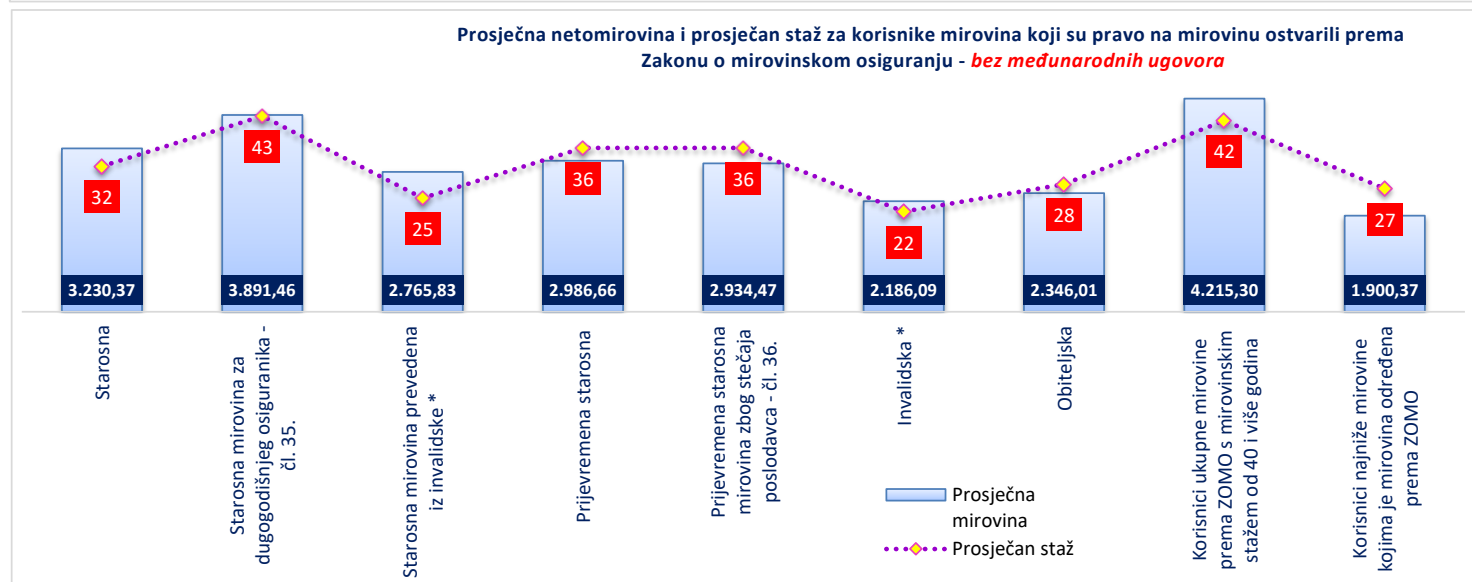 Prosječna netomirovina i prosječan staž za korisnike mirovina koji su pravo na mirovinu ostvarili prema
Zakonu o mirovinskom osiguranju - bez međunarodnih ugovora
32
43
25
36
36
22
28
42
27
3.230,37
3.891,46
2.765,83
2.986,66
2.934,47
2.186,09
2.346,01
4.215,30
1.900,37
Starosna
Starosna mirovina za
dugogodišnjeg osiguranika -
čl. 35.
Starosna mirovina prevedena
iz invalidske *
Prijevremena starosna
Prijevremena starosna
mirovina zbog stečaja
poslodavca - čl. 36.
Invalidska *
Obiteljska
Korisnici ukupne mirovine
prema ZOMO s mirovinskim
stažem od 40 i više godina
Korisnici najniže mirovine
kojima je mirovina određena
prema ZOMO
Prosječna
mirovina
Prosječan staž